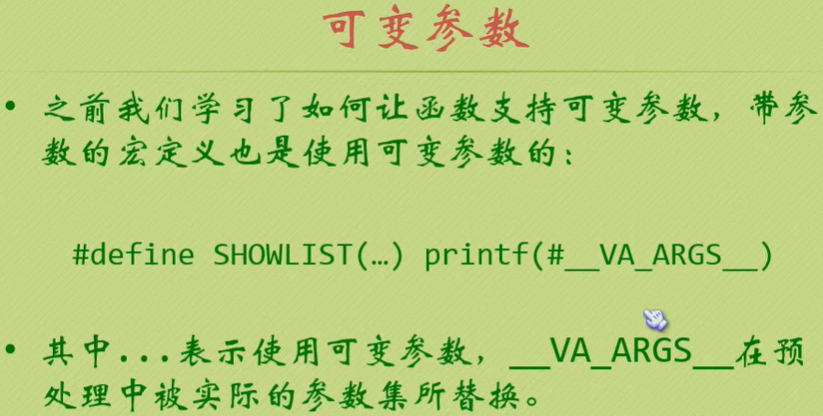 可变参数
• 之前我们学习了如何让函数支持可变参数，带参
数的宏定义也是使用可变参数的：
#define SHOWLIST(…) printf(#__VA_ARGS__)
• 其中...表示使用可变参数，__VA_ARGS__在预
处理中被实际的参数集所替换。